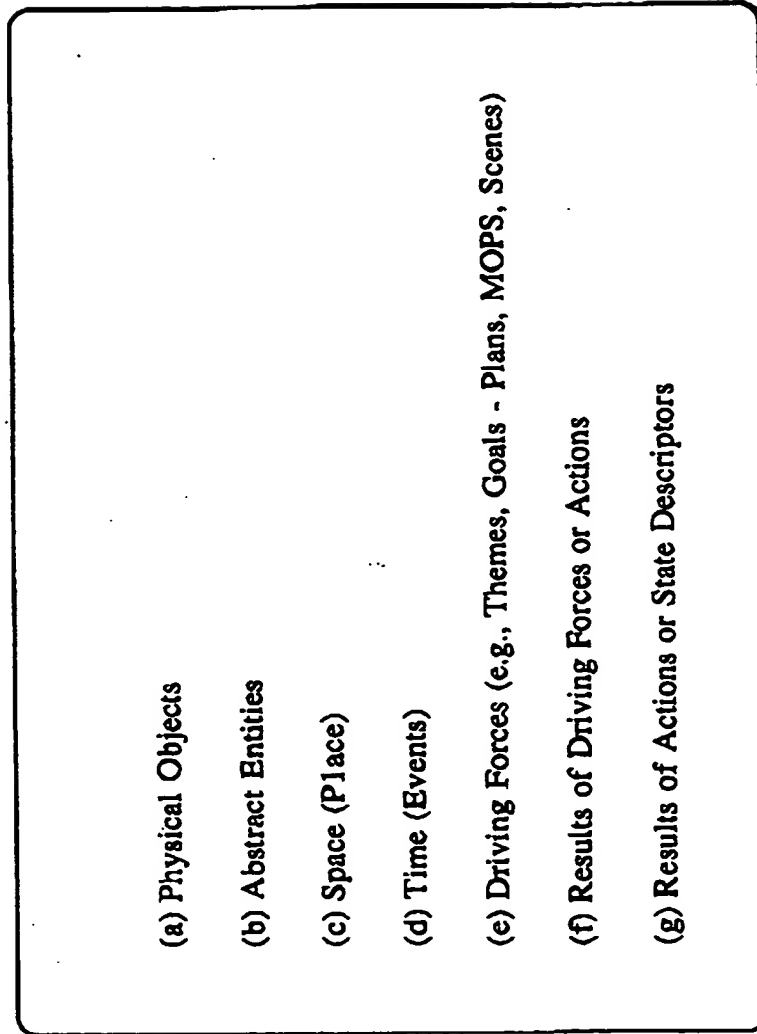 (a) Physical Objects
(b) Abstract Entities
(c) Space (Place)
(d) Time (Events)
(e) Driving Forces (e.g., Themes, Goals - Plans, MOPS, Scenes)
(f) Results of Driving Forces or Actions
(g) Results of Actions or State Descriptors